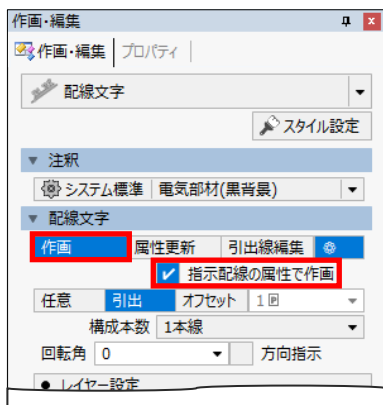 作画・編集
作画・編集 プロパティ
配線文字
スタイル設定
注釈
システム標準 電気部材(黒背景)
配線文字
作画 属性更新 引出線編集
指示配線の属性で作画
任意 引出 オフセット 1 P
構成本数 1本線
回転角 0 方向指示
レイヤー設定